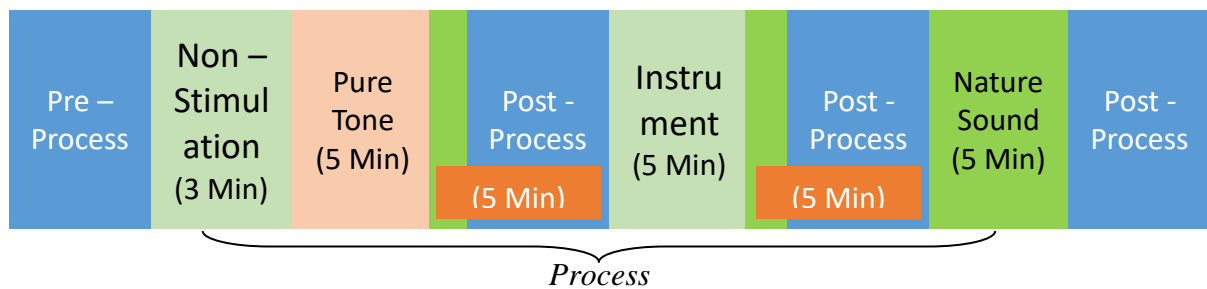 Pre –
Process
Non –
Stimul
ation
(3 Min)
Pure
Tone
(5 Min)
Post -
Process
(5 Min)
Instru
ment
(5 Min)
Post -
Process
(5 Min)
Nature
Sound
(5 Min)
Post -
Process
Process